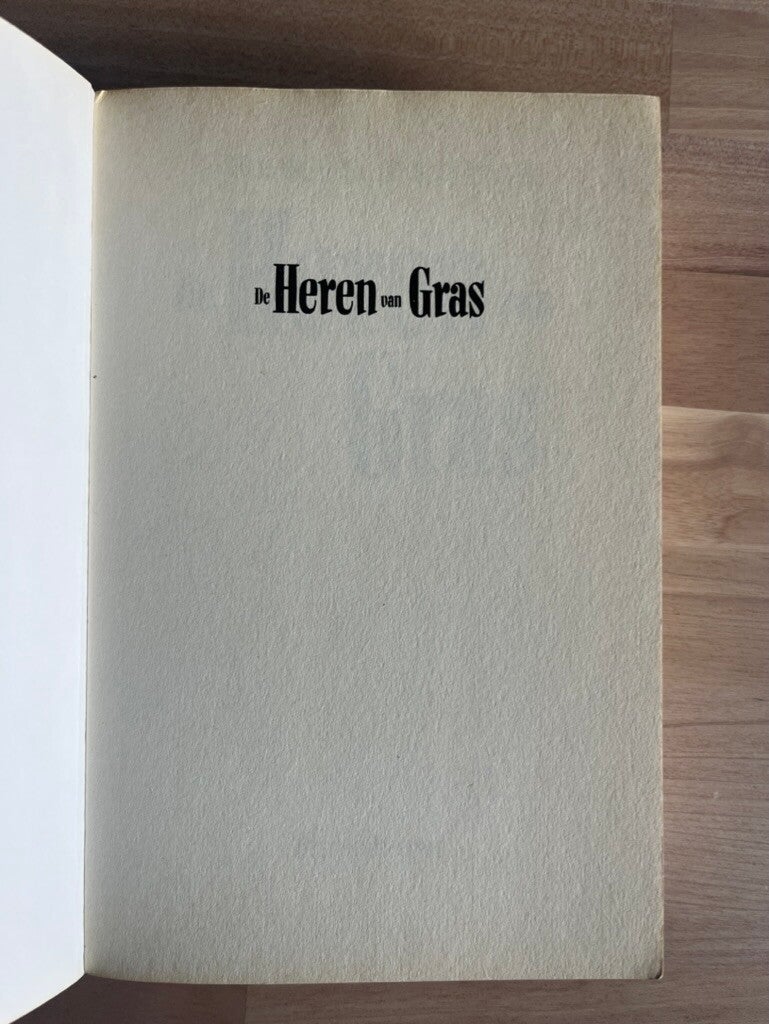 De Heren van Gras